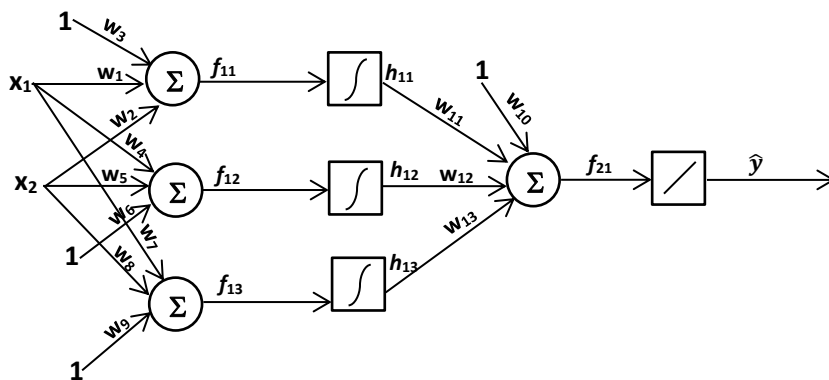 1 w₃
x₁ w₁ Σ f₁₁ h₁₁
w₂
w₄
x₂ w₅ Σ f₁₂ h₁₂
w₆
1
w₇
w₈
Σ f₁₃ h₁₃
w₉
1
1
w₁₀
w₁₁
w₁₂ Σ f₂₁ ŷ
w₁₃